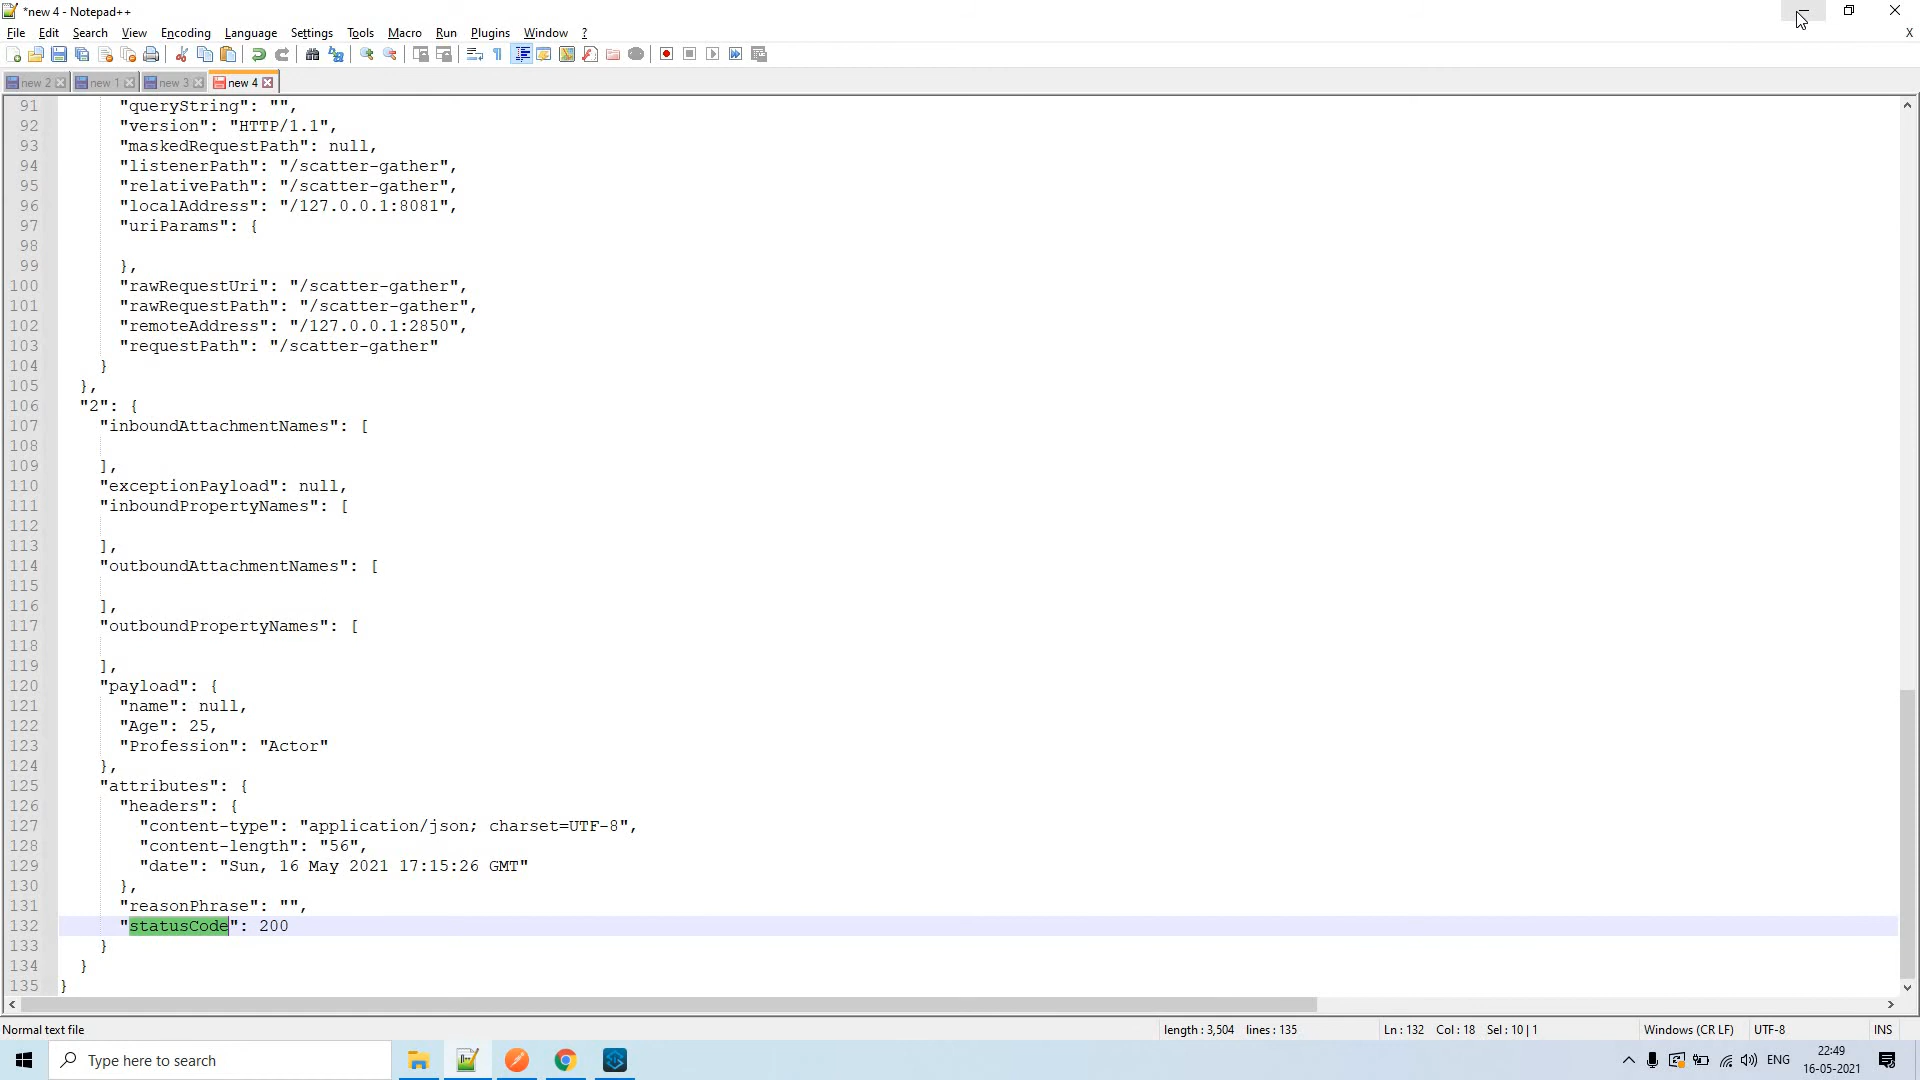 *new 4 - Notepad++
File Edit Search View Encoding Language Settings Tools Macro Run Plugins Window ? X
new 2 new 1 new 3 new 4
91 "queryString": "",
92 "version": "HTTP/1.1",
93 "maskedRequestPath": null,
94 "listenerPath": "/scatter-gather",
95 "relativePath": "/scatter-gather",
96 "localAddress": "/127.0.0.1:8081",
97 "uriParams": {
98
99 },
100 "rawRequestUri": "/scatter-gather",
101 "rawRequestPath": "/scatter-gather",
102 "remoteAddress": "/127.0.0.1:2850",
103 "requestPath": "/scatter-gather"
104 }
105 },
106 "2": {
107 "inboundAttachmentNames": [
108
109 ],
110 "exceptionPayload": null,
111 "inboundPropertyNames": [
112
113 ],
114 "outboundAttachmentNames": [
115
116 ],
117 "outboundPropertyNames": [
118
119 ],
120 "payload": {
121 "name": null,
122 "Age": 25,
123 "Profession": "Actor"
124 },
125 "attributes": {
126 "headers": {
127 "content-type": "application/json; charset=UTF-8",
128 "content-length": "56",
129 "date": "Sun, 16 May 2021 17:15:26 GMT"
130 },
131 "reasonPhrase": "",
132 "statusCode": 200
133 }
134 }
135 }
Normal text file length : 3,504 lines : 135 Ln : 132 Col : 18 Sel : 10 | 1 Windows (CR LF) UTF-8 INS
Type here to search ENG 22:49
16-05-2021